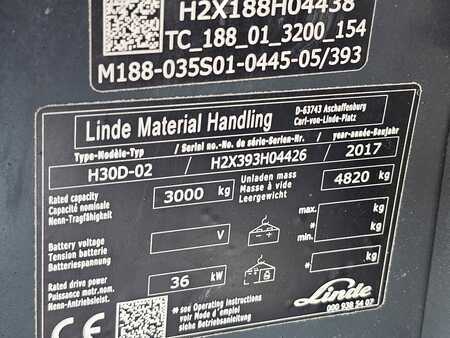 H2X188H04438
TC_188_01_3200_154
M188-035S01-0445-05/393
Linde Material Handling
D-63743 Aschaffenburg
Carl-von-Linde-Platz
Type-Modèle-Typ / Serial no.-No. de série-Serien-Nr. / year-année-Baujahr
H30D-02 / H2X393H04426 / 2017
Rated capacity
Capacité nominale
Nenn-Tragfähigkeit
3000 kg
Unladen mass
Masse à vide
Leergewicht
4820 kg
Battery voltage
Tension batterie
Batteriespannung
V
- +
max.
*
min.
kg
kg
Rated drive power
Puissance motr.nom.
Nenn-Antriebsleist.
36 kW
*
kg
* see Operating Instructions
voir Mode d'emploi
siehe Betriebsanleitung
CE
Linde
000 938 54 07